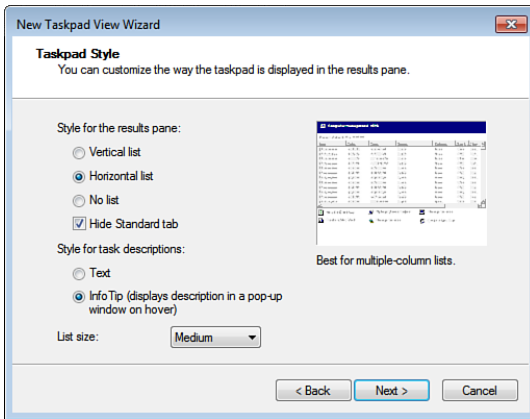 New Taskpad View Wizard
Taskpad Style
You can customize the way the taskpad is displayed in the results pane.
Style for the results pane:
Vertical list
Horizontal list
No list
Hide Standard tab
Style for task descriptions:
Text
InfoTip (displays description in a pop-up
window on hover)
List size:
Medium
Best for multiple-column lists.
< Back
Next >
Cancel